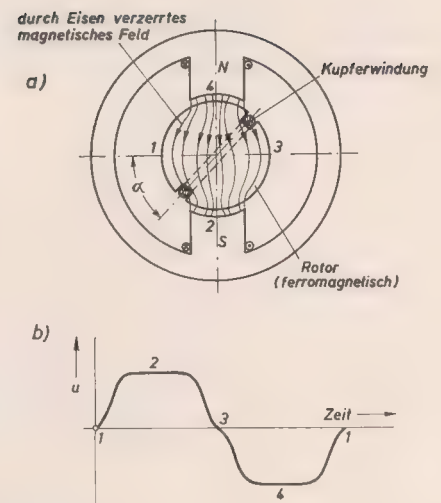 durch Eisen verzerrtes
magnetisches Feld
a)
N
Kupferwindung
4
1
3
α
2
S
Rotor
(ferromagnetisch)
b)
u
2
Zeit
1
3
1
4